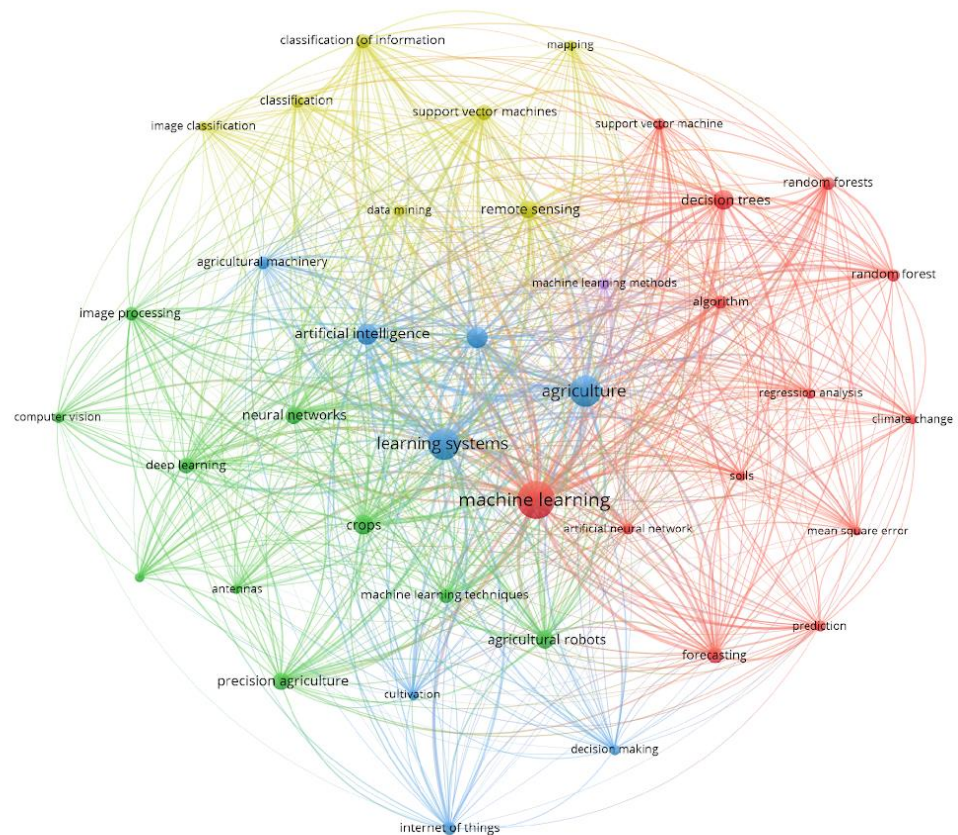 classification (of information
mapping
classification
support vector machines
image classification
support vector machine
random forests
decision trees
data mining
remote sensing
agricultural machinery
random forest
machine learning methods
algorithm
image processing
artificial intelligence
agriculture
regression analysis
computer vision
neural networks
climate change
learning systems
deep learning
soils
machine learning
crops
artificial neural network
mean square error
antennas
machine learning techniques
prediction
agricultural robots
forecasting
precision agriculture
cultivation
decision making
internet of things